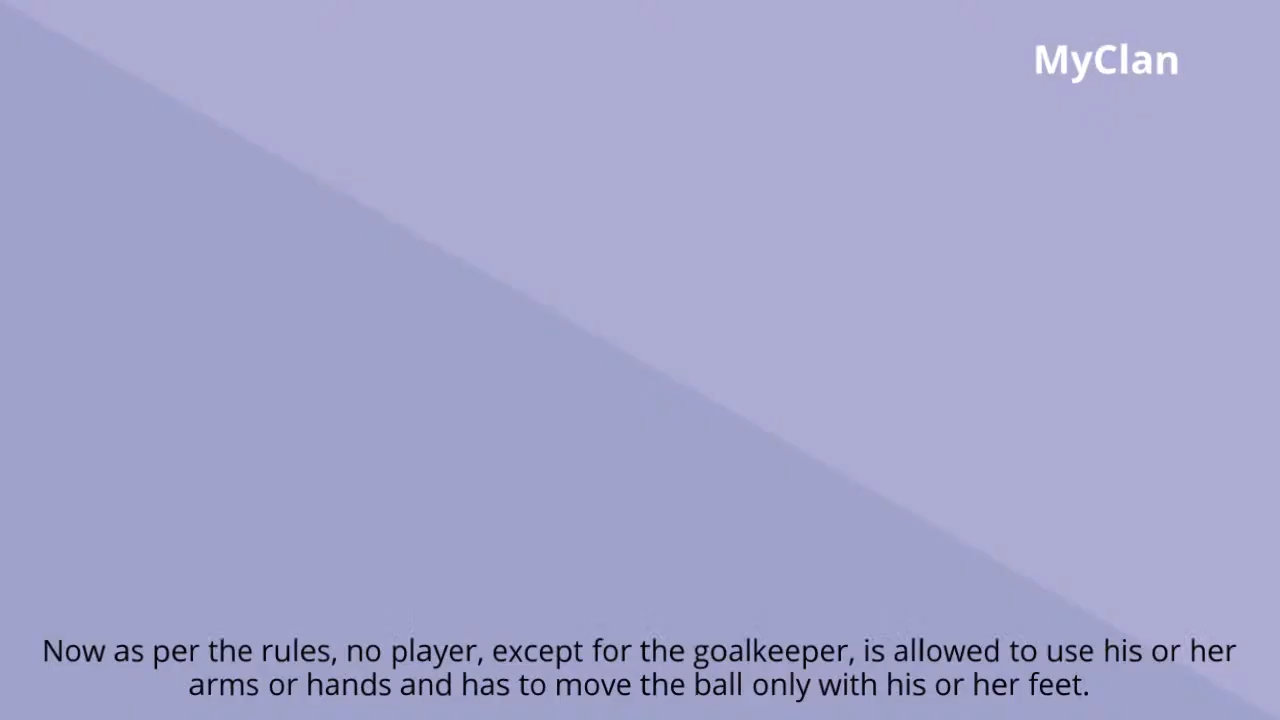 MyClan
Now as per the rules, no player, except for the goalkeeper, is allowed to use his or her
arms or hands and has to move the ball only with his or her feet.